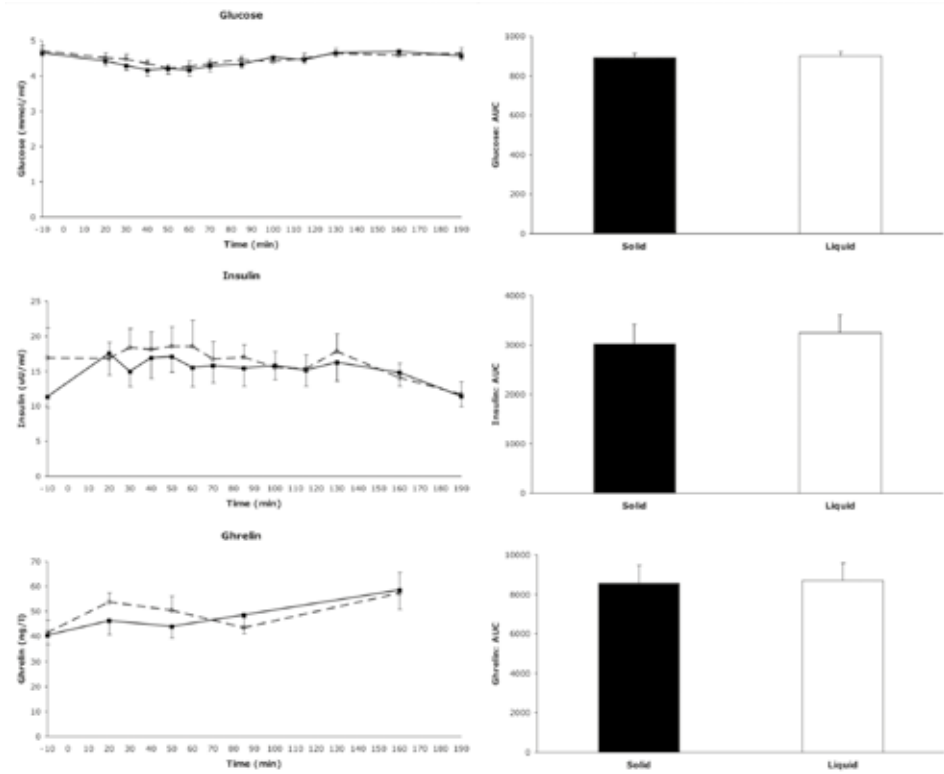 Glucose
5
4
3
2
1
0
Glucose (mmol/ml)
-10 0 20 30 40 50 60 70 80 90 100 110 120 130 140 150 160 170 180 190
Time (min)
1000
800
600
400
200
0
Glucose: AUC
Solid Liquid
Insulin
25
20
15
10
5
0
Insulin (uU/ml)
-10 0 20 30 40 50 60 70 80 90 100 110 120 130 140 150 160 170 180 190
Time (min)
4000
3000
2000
1000
0
Insulin: AUC
Solid Liquid
Ghrelin
70
60
50
40
30
20
10
0
Ghrelin (ng/l)
-10 0 20 30 40 50 60 70 80 90 100 110 120 130 140 150 160 170 180 190
Time (min)
10000
8000
6000
4000
2000
0
Ghrelin: AUC
Solid Liquid